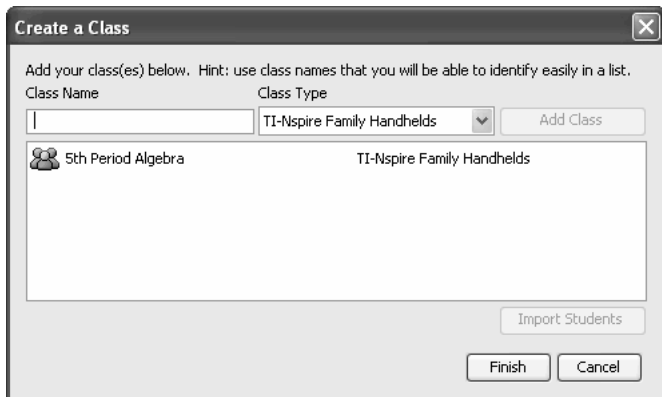 Create a Class
Add your class(es) below. Hint: use class names that you will be able to identify easily in a list.
Class Name Class Type
TI-Nspire Family Handhelds Add Class
5th Period Algebra TI-Nspire Family Handhelds
Import Students
Finish Cancel